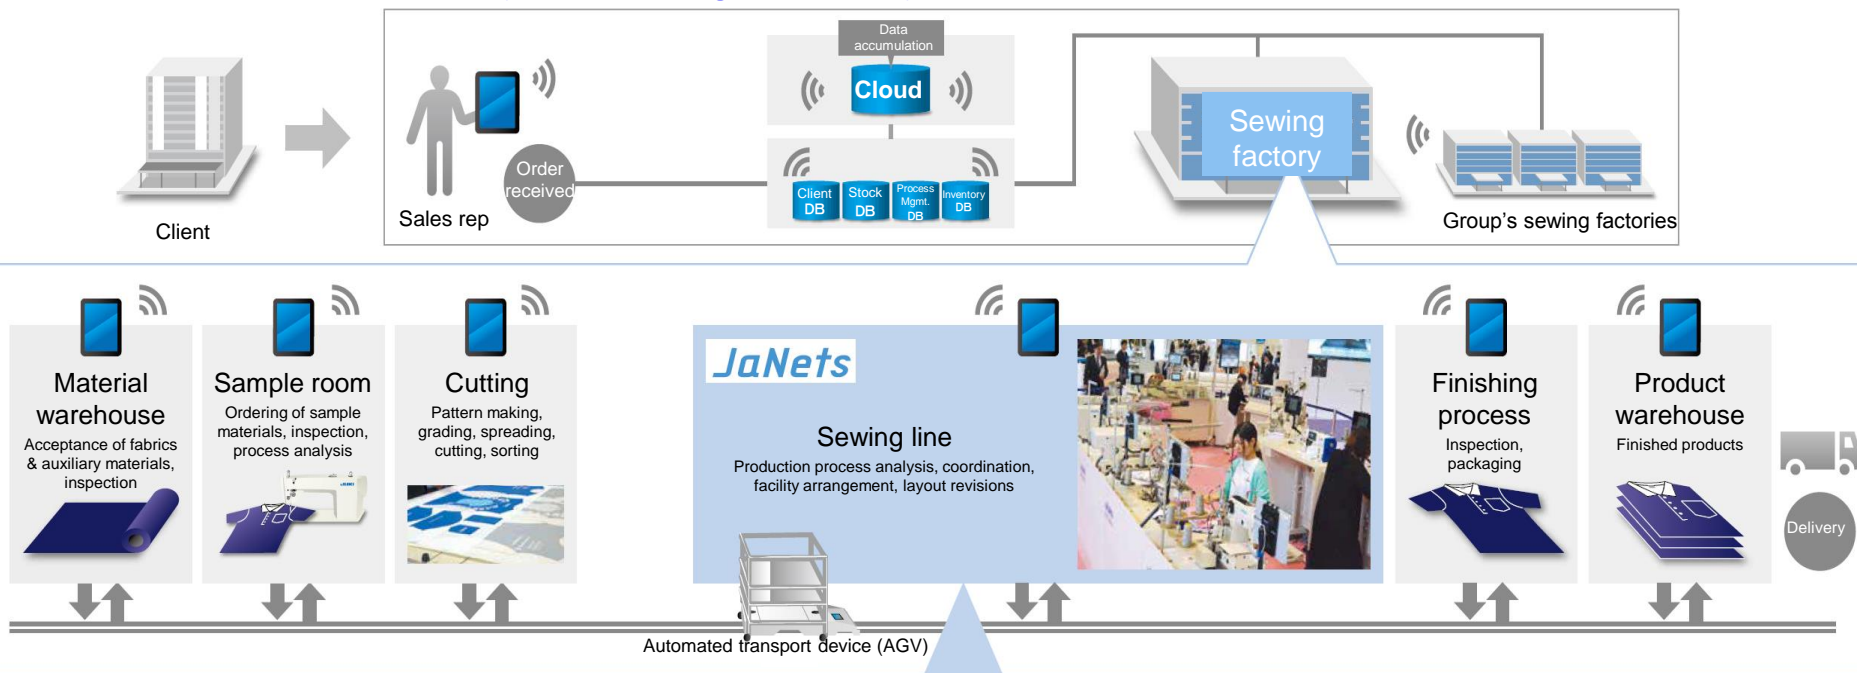 Client
Sales rep
Order
received
Data
accumulation
Cloud
Client
DB
Stock
DB
Process
Mgmt.
DB
Inventory
DB
Sewing
factory
Group's sewing factories
Material
warehouse
Acceptance of fabrics
& auxiliary materials,
inspection
Sample room
Ordering of sample
materials, inspection,
process analysis
JUKI
Cutting
Pattern making,
grading, spreading,
cutting, sorting
JaNets
Sewing line
Production process analysis, coordination,
facility arrangement, layout revisions
Finishing
process
Inspection,
packaging
Product
warehouse
Finished products
Delivery
Automated transport device (AGV)